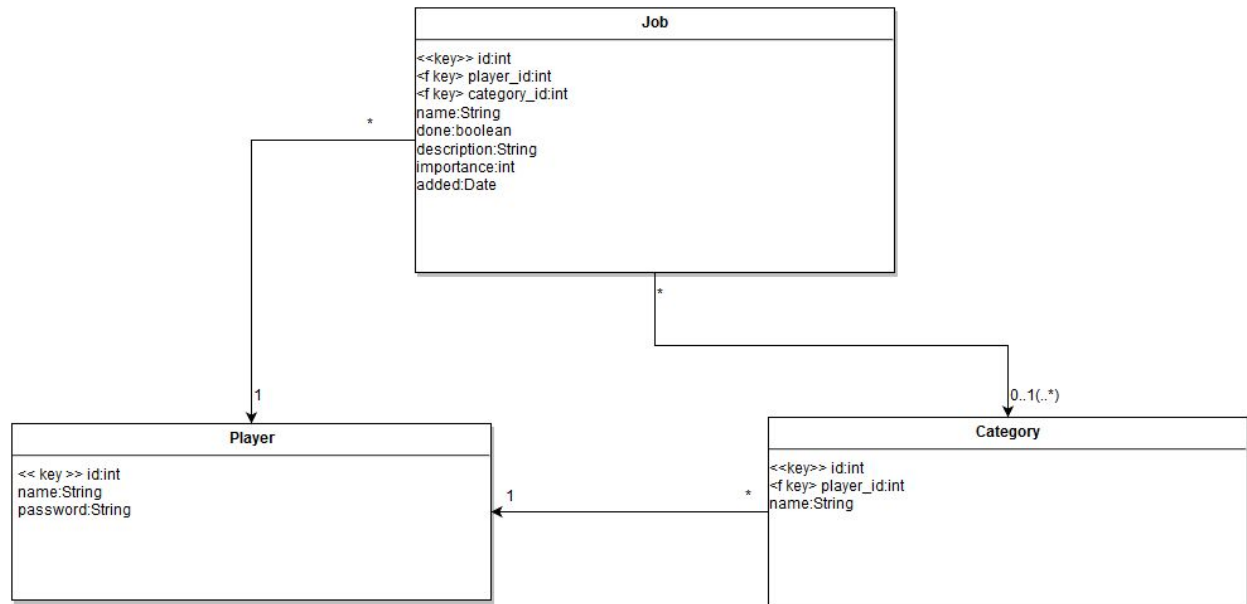 Job
<<key>> id:int
<f key> player_id:int
<f key> category_id:int
name:String
done:boolean
description:String
importance:int
added:Date
*
*
1
0..1(..*)
Player
<< key >> id:int
name:String
password:String
1
*
Category
<<key>> id:int
<f key> player_id:int
name:String